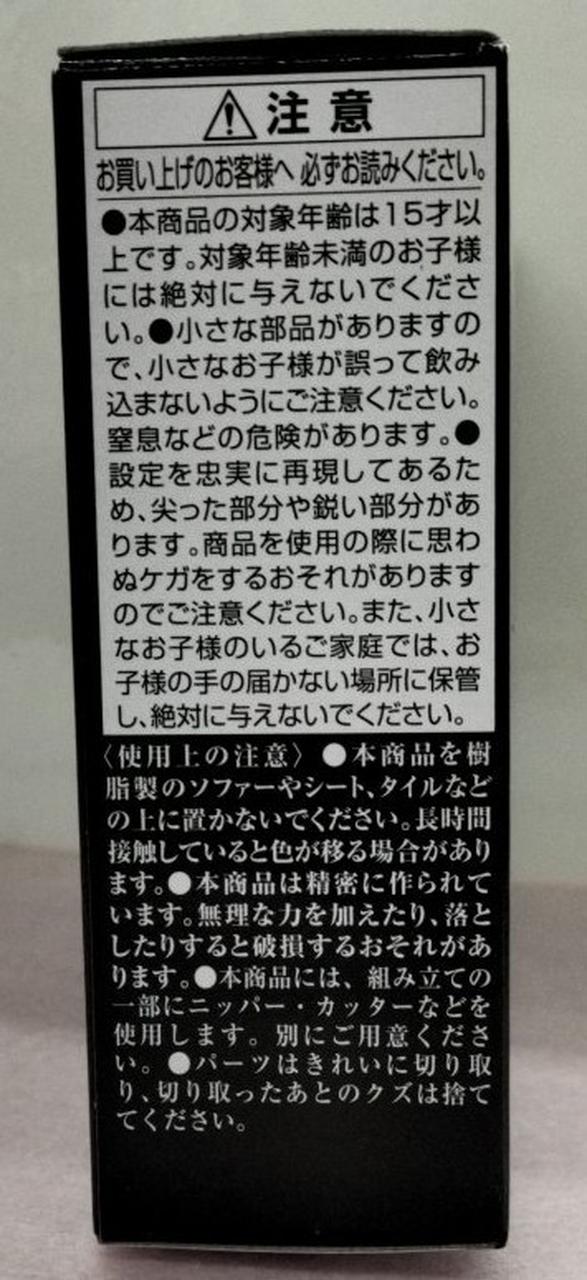 ⚠注意
お買い上げのお客様へ 必ずお読みください。
●本商品の対象年齢は15才以
上です。対象年齢未満のお子様
には絶対に与えないでくださ
い。●小さな部品がありますの
で、小さなお子様が誤って飲み
込まないようにご注意ください。
窒息などの危険があります。●
設定を忠実に再現してあるた
め、尖った部分や鋭い部分があ
ります。商品を使用の際に思わ
ぬケガをするおそれがあります
のでご注意ください。また、小さ
なお子様のいるご家庭では、お
子様の手の届かない場所に保管
し、絶対に与えないでください。
〈使用上の注意〉●本商品を樹
脂製のソファーやシート、タイルなど
の上に置かないでください。長時間
接触していると色が移る場合があり
ます。●本商品は精密に作られて
います。無理な力を加えたり、落と
したりすると破損するおそれがあ
ります。●本商品には、組み立ての
一部にニッパー・カッターなどを
使用します。別にご用意くださ
い。●パーツはきれいに切り取
り、切り取ったあとのクズは捨て
てください。